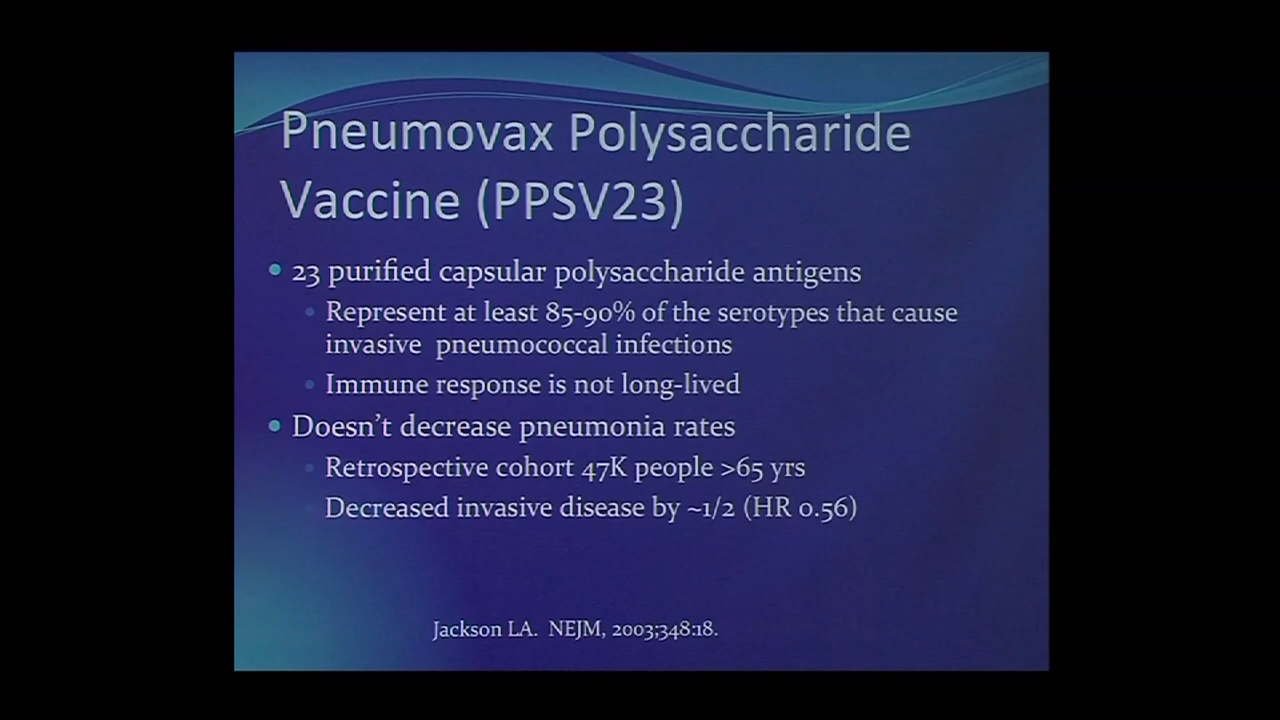 Pneumovax Polysaccharide
Vaccine (PPSV23)
23 purified capsular polysaccharide antigens
Represent at least 85-90% of the serotypes that cause
invasive pneumococcal infections
Immune response is not long-lived
Doesn't decrease pneumonia rates
Retrospective cohort 47K people >65 yrs
Decreased invasive disease by ~1/2 (HR 0.56)
Jackson LA. NEJM, 2003;348:18.